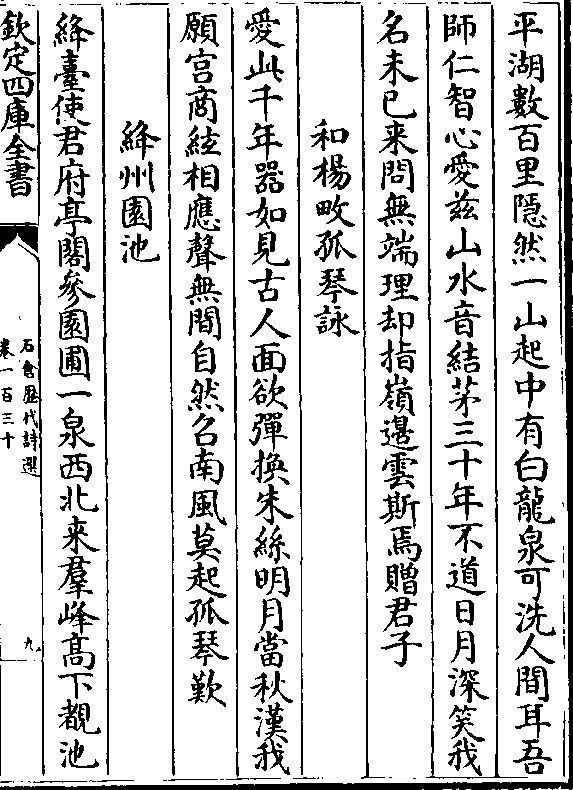 平湖數百里隱然一山起中有白龍泉可洗人間耳吾
師仁智心愛兹山水音結茅三十年不道日月深笑我
名未已来問無端理却指嶺邊雲斯焉贈君子
和楊畋孤琴詠
愛此千年器如見古人面欲彈換朱絲明月當秋漢我
願宫商絃相應聲無間自然召南風莫起孤琴歎
絳州園池
絳臺使君府亭閣參園圃一泉西北来羣峰髙下覩池
欽定四庫全書
石倉歷代詩選
卷一百三十
九